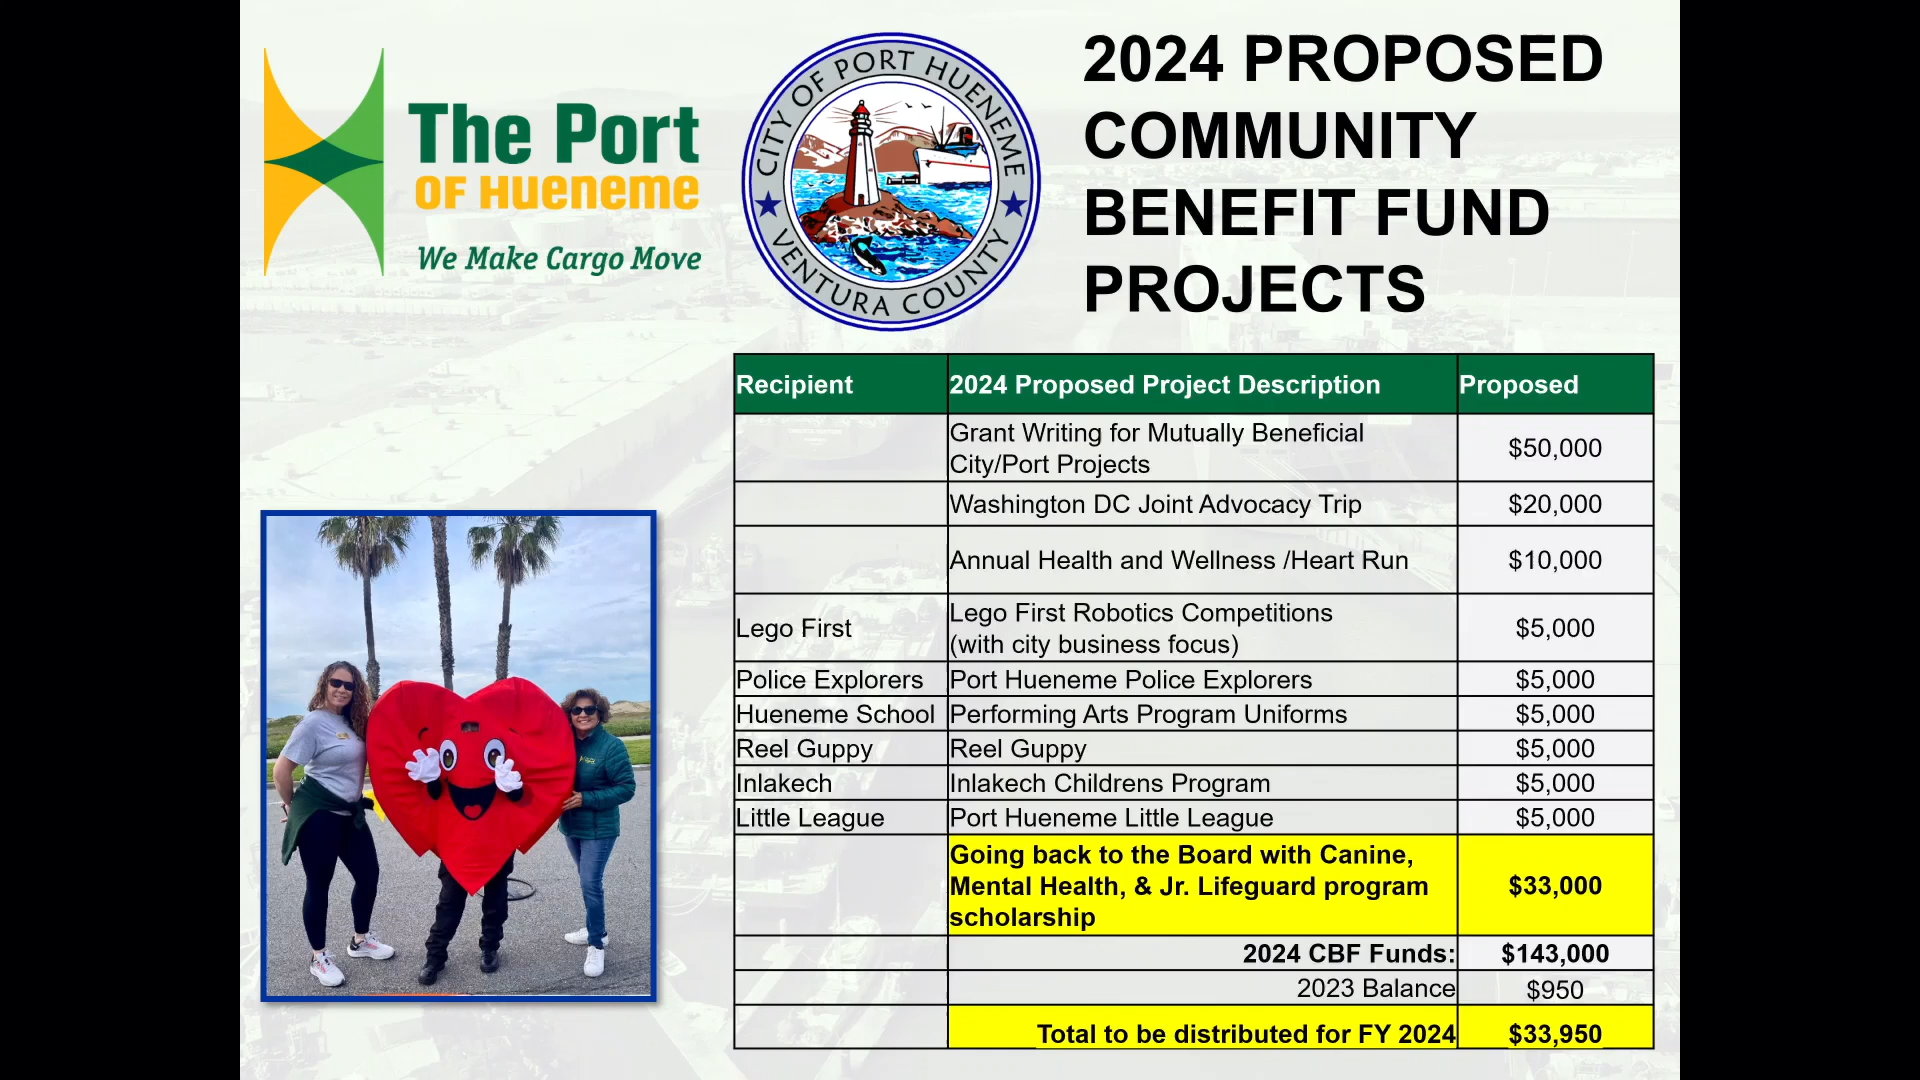 The Port
OF HUENEME
We Make Cargo Move
CITY OF PORT HUENEME
VENTURA COUNTY
2024 PROPOSED
COMMUNITY
BENEFIT FUND
PROJECTS
Recipient 2024 Proposed Project Description Proposed
Grant Writing for Mutually Beneficial
City/Port Projects $50,000
Washington DC Joint Advocacy Trip $20,000
Annual Health and Wellness /Heart Run $10,000
Lego First Lego First Robotics Competitions
(with city business focus) $5,000
Police Explorers Port Hueneme Police Explorers $5,000
Hueneme School Performing Arts Program Uniforms $5,000
Reel Guppy Reel Guppy $5,000
Inlakech Inlakech Childrens Program $5,000
Little League Port Hueneme Little League $5,000
Going back to the Board with Canine,
Mental Health, & Jr. Lifeguard program
scholarship $33,000
2024 CBF Funds: $143,000
2023 Balance $950
Total to be distributed for FY 2024 $33,950